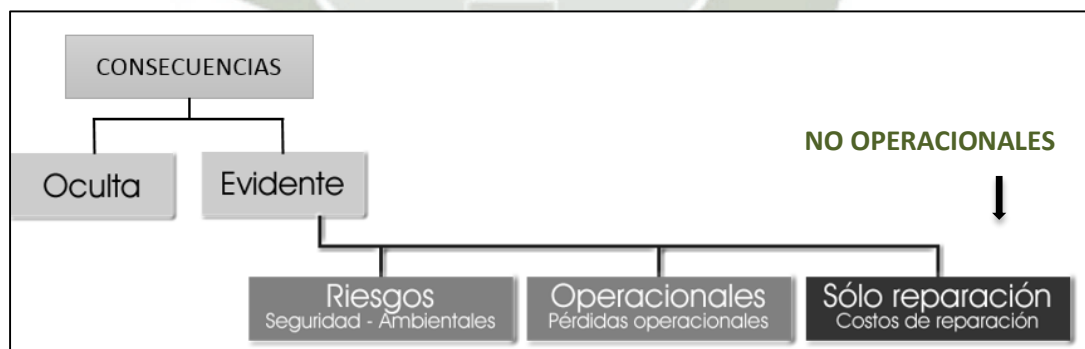 CONSECUENCIAS
NO OPERACIONALES
Oculta
Evidente
Riesgos
Seguridad - Ambientales
Operacionales
Pérdidas operacionales
Sólo reparación
Costos de reparación